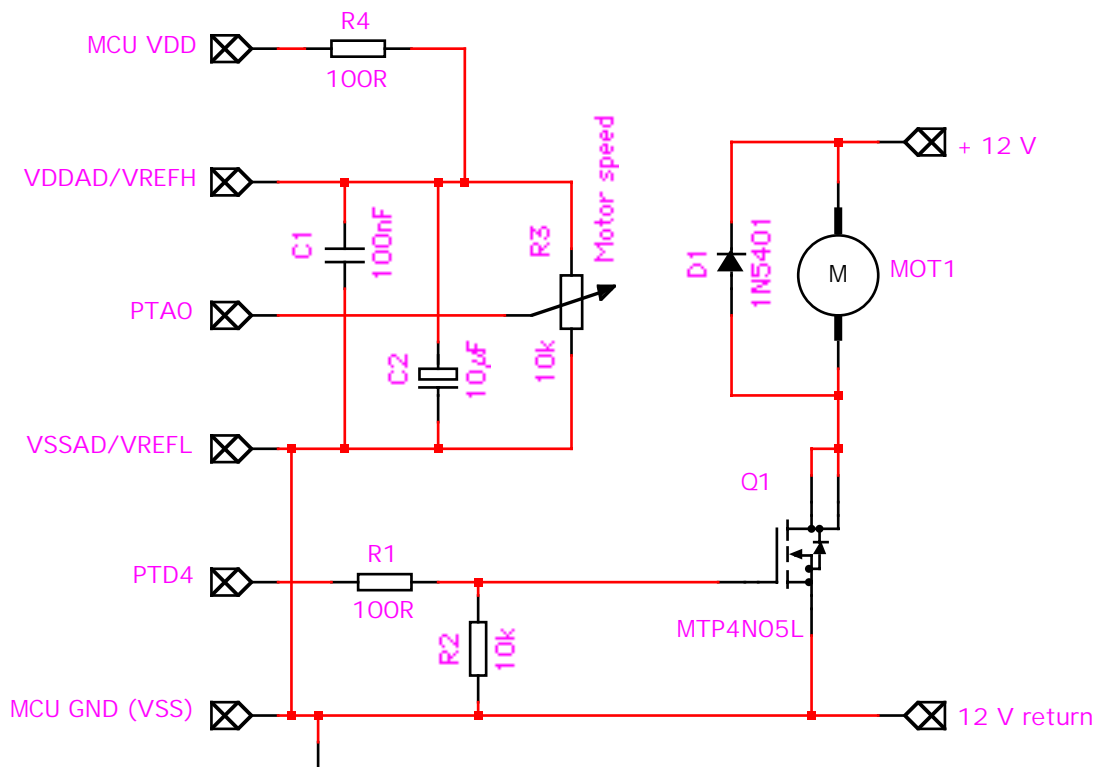 R4
MCU VDD
100R
+ 12 V
VDDAD/VREFH
C1
100nF
R3
Motor speed
D1
1N5401
M
MOT1
PTA0
C2
10µF
10k
VSSAD/VREFL
Q1
R1
PTD4
100R
R2
10k
MTP4N05L
MCU GND (VSS)
12 V return